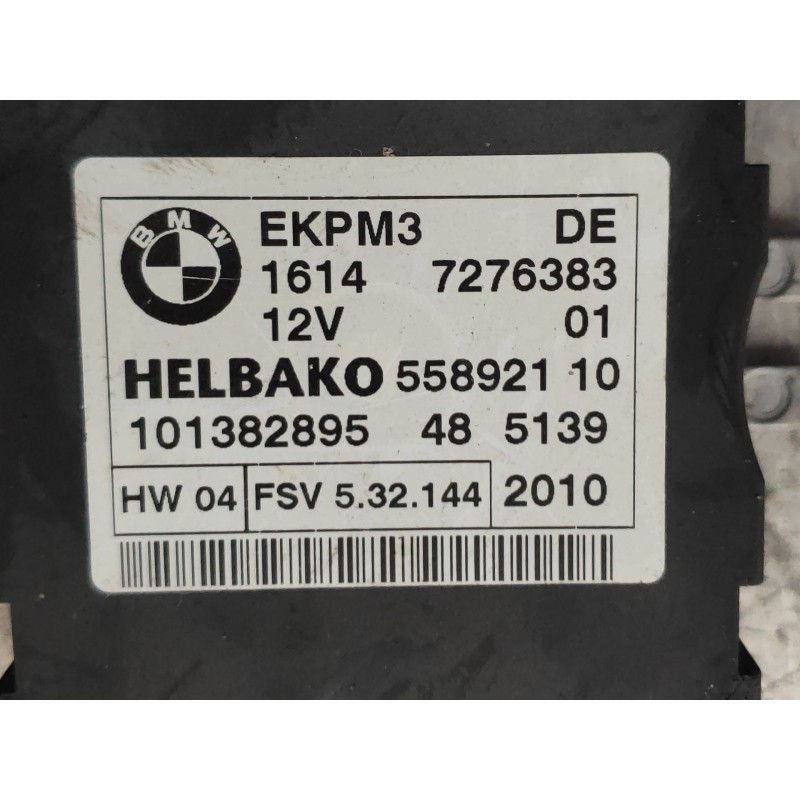 BMW
EKPM3 DE
1614 7276383
12V 01
HELBAKO 558921 10
101382895 48 5139
HW 04 FSV 5.32.144 2010